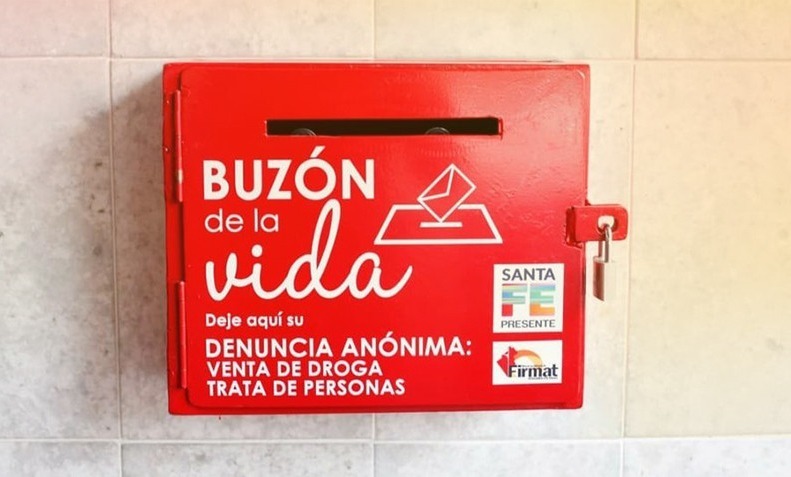 BUZÓN
de la
vida
Deje aquí su
DENUNCIA ANÓNIMA:
VENTA DE DROGA
TRATA DE PERSONAS
SANTA
FE
PRESENTE
Firmat